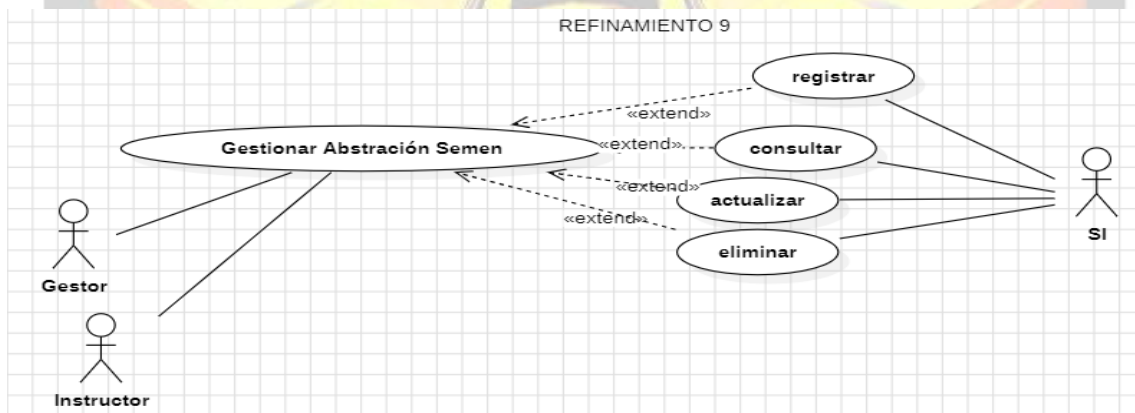 REFINAMIENTO 9
registrar
«extend»
Gestionar Abstración Semen
«extend»
consultar
«extend»
actualizar
«extend»
eliminar
SI
Gestor
Instructor